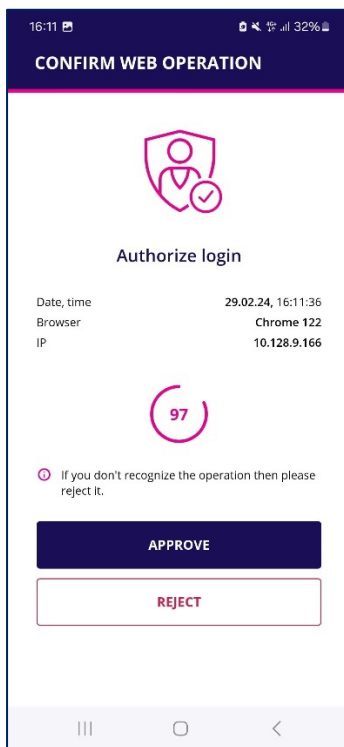 16:11 32%
CONFIRM WEB OPERATION
Authorize login
Date, time 29.02.24, 16:11:36
Browser Chrome 122
IP 10.128.9.166
97
If you don't recognize the operation then please
reject it.
APPROVE
REJECT